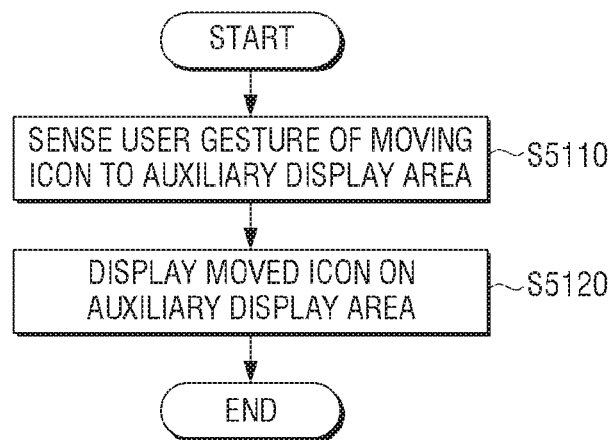 START
SENSE USER GESTURE OF MOVING
ICON TO AUXILIARY DISPLAY AREA
S5110
DISPLAY MOVED ICON ON
AUXILIARY DISPLAY AREA
S5120
END